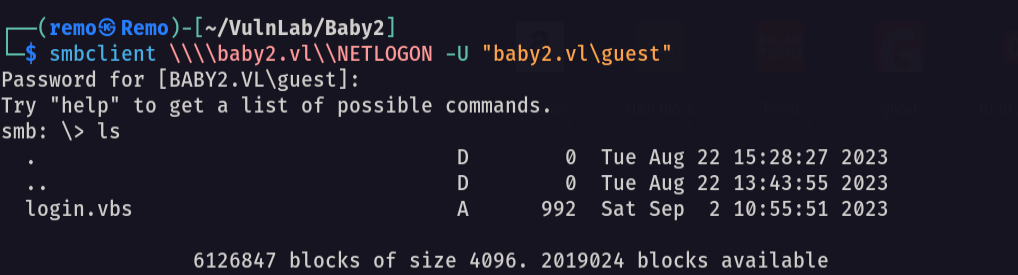 ┌──(remo㉿Remo)-[~/VulnLab/Baby2]
└─$ smbclient \\\\baby2.vl\\NETLOGON -U "baby2.vl\guest"
Password for [BABY2.VL\guest]:
Try "help" to get a list of possible commands.
smb: \> ls
  .                                   D        0  Tue Aug 22 15:28:27 2023
  ..                                  D        0  Tue Aug 22 13:43:55 2023
  login.vbs                           A      992  Sat Sep  2 10:55:51 2023
6126847 blocks of size 4096. 2019024 blocks available